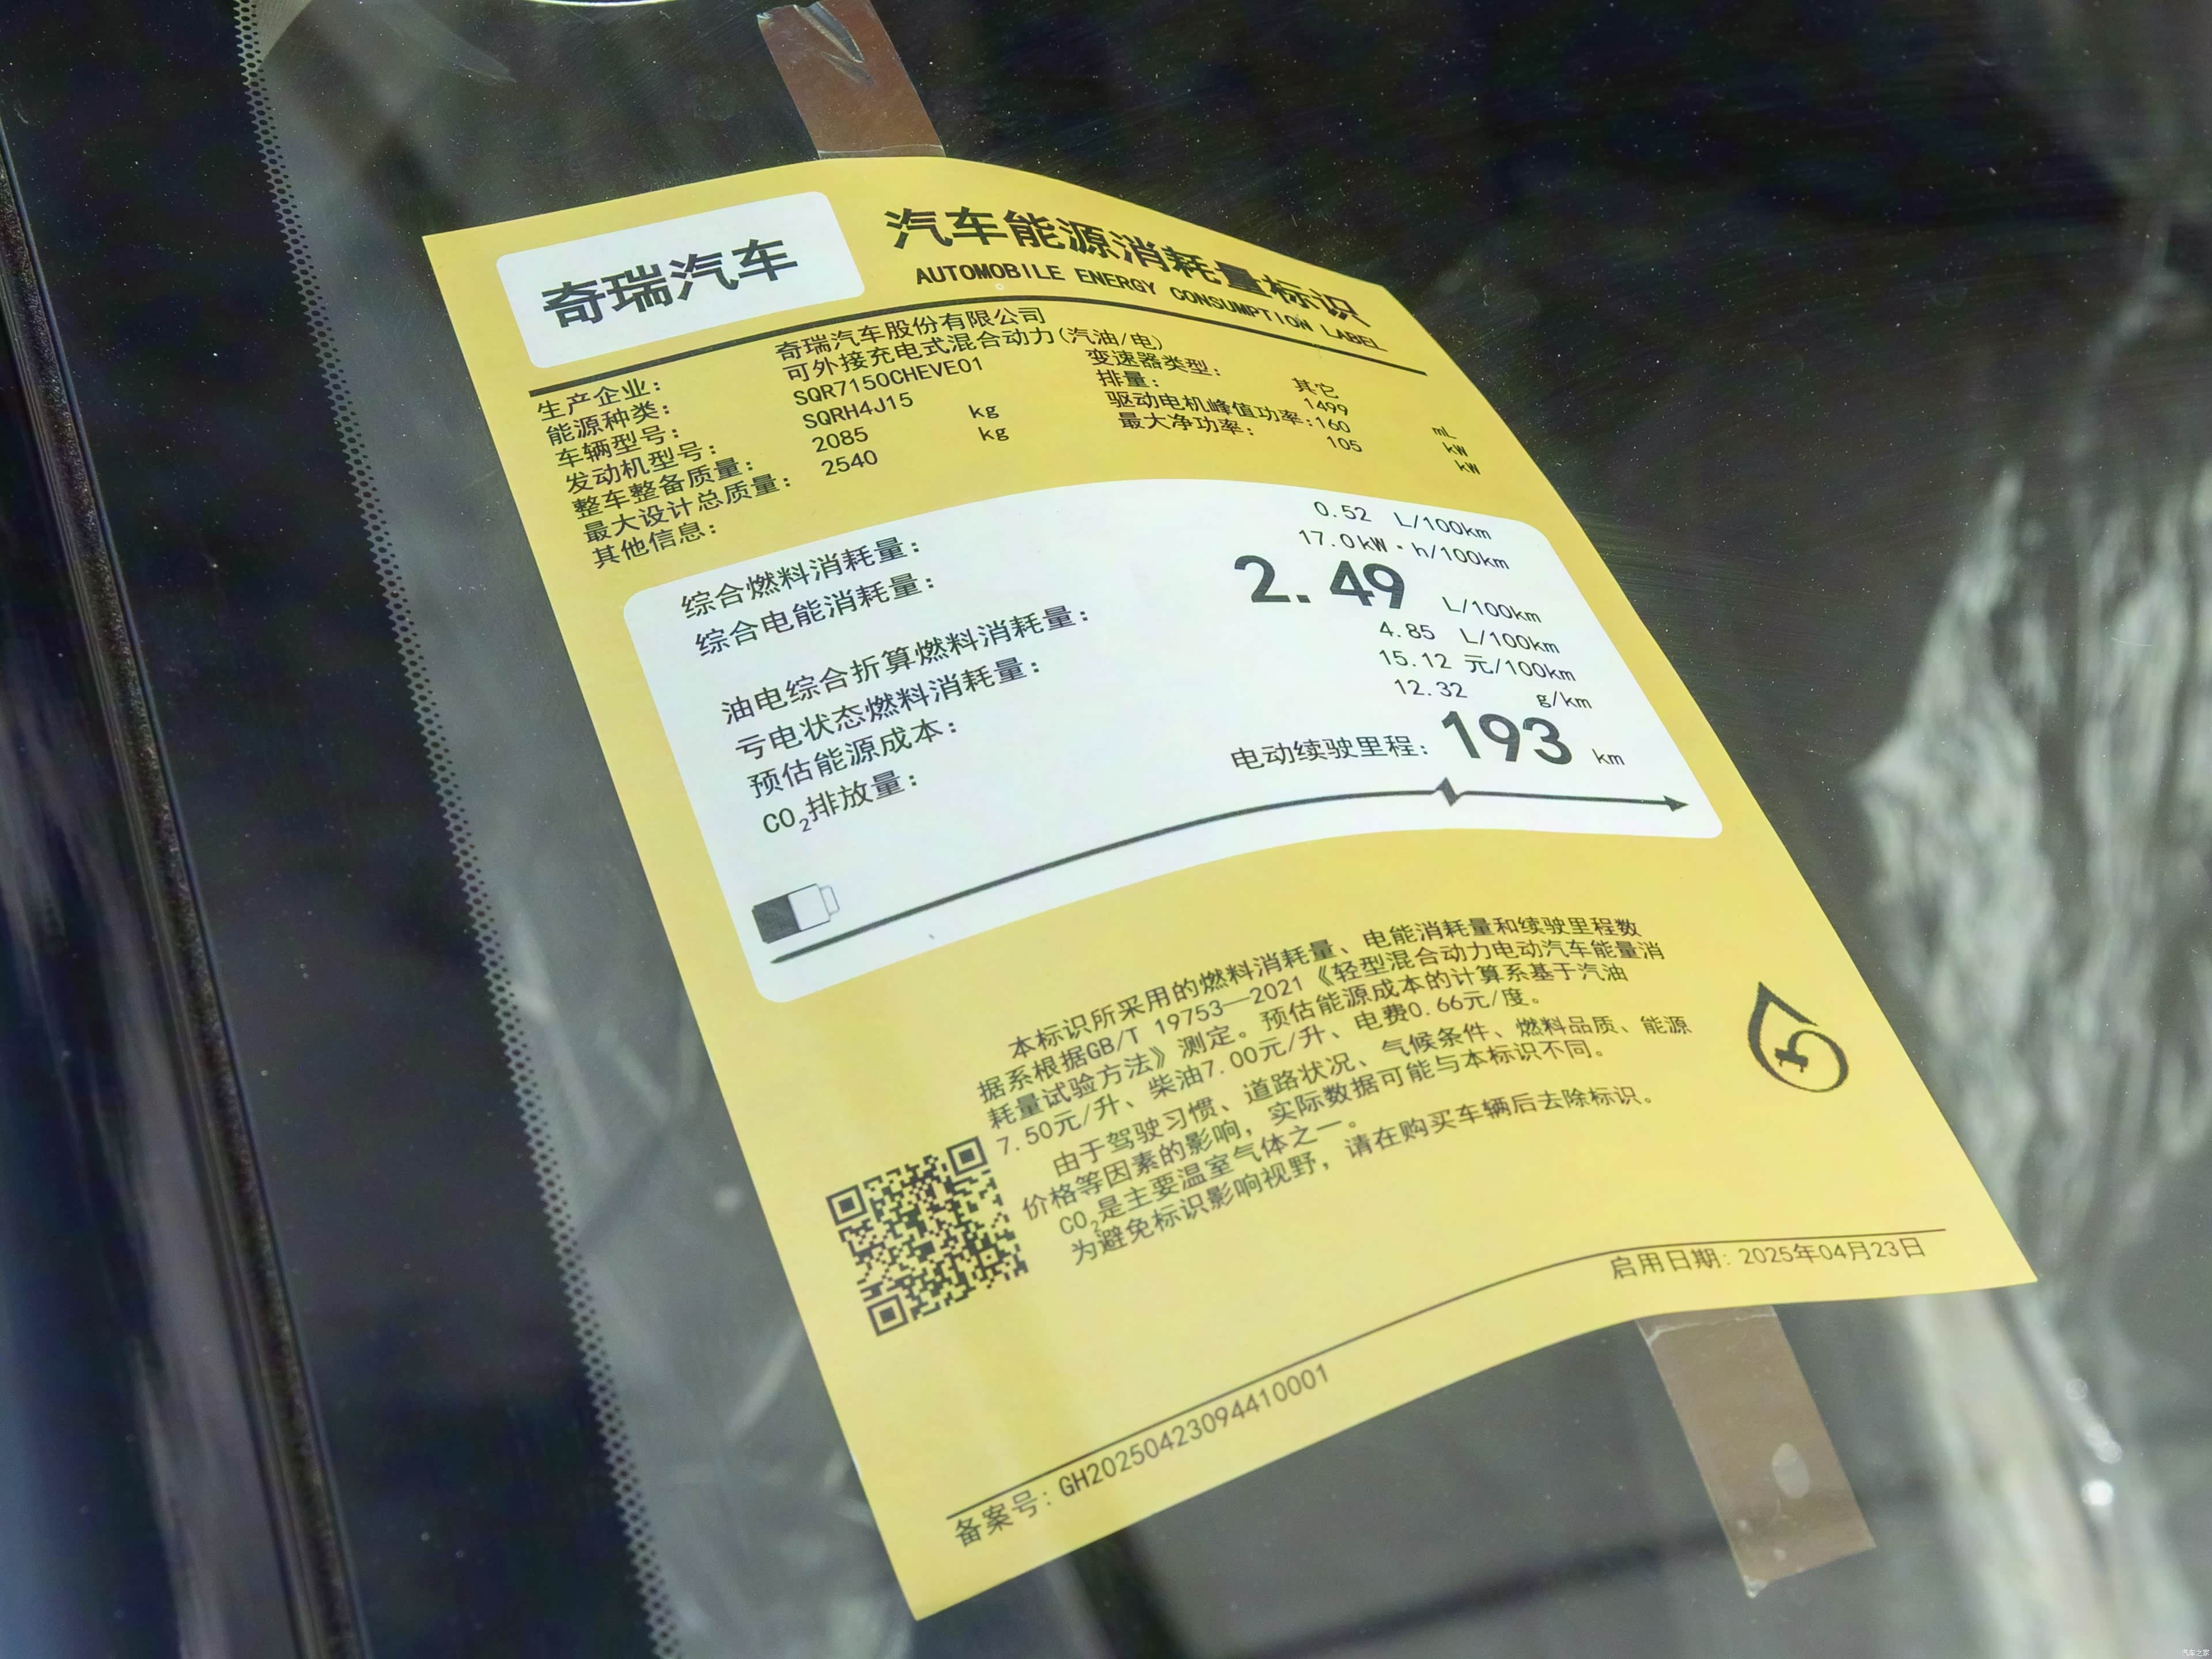 奇瑞汽车
汽车能源消耗量标识
AUTOMOBILE ENERGY CONSUMPTION LABEL
生产企业: 奇瑞汽车股份有限公司
能源种类: 可外接充电式混合动力(汽油/电)
车辆型号: SQR7150CHEVE01 变速器类型: 其它
发动机型号: SQRH4J15 排量: 1499 mL
整车整备质量: 2085 kg 驱动电机峰值功率:160 kW
最大设计总质量: 2540 kg 最大净功率: 105 kW
其他信息:
综合燃料消耗量: 0.52 L/100km
综合电能消耗量: 17.0kW·h/100km
油电综合折算燃料消耗量: 2.49 L/100km
亏电状态燃料消耗量: 4.85 L/100km
预估能源成本: 15.12 元/100km
CO₂排放量: 12.32 g/km
电动续驶里程: 193 km
本标识所采用的燃料消耗量、电能消耗量和续驶里程数
据系根据GB/T 19753—2021《轻型混合动力电动汽车能量消
耗量试验方法》测定。预估能源成本的计算系基于汽油
7.50元/升、柴油7.00元/升、电费0.66元/度。
由于驾驶习惯、道路状况、气候条件、燃料品质、能源
价格等因素的影响，实际数据可能与本标识不同。
CO₂是主要温室气体之一。
为避免标识影响视野，请在购买车辆后去除标识。
启用日期: 2025年04月23日
备案号: GH20250423094410001
汽车之家